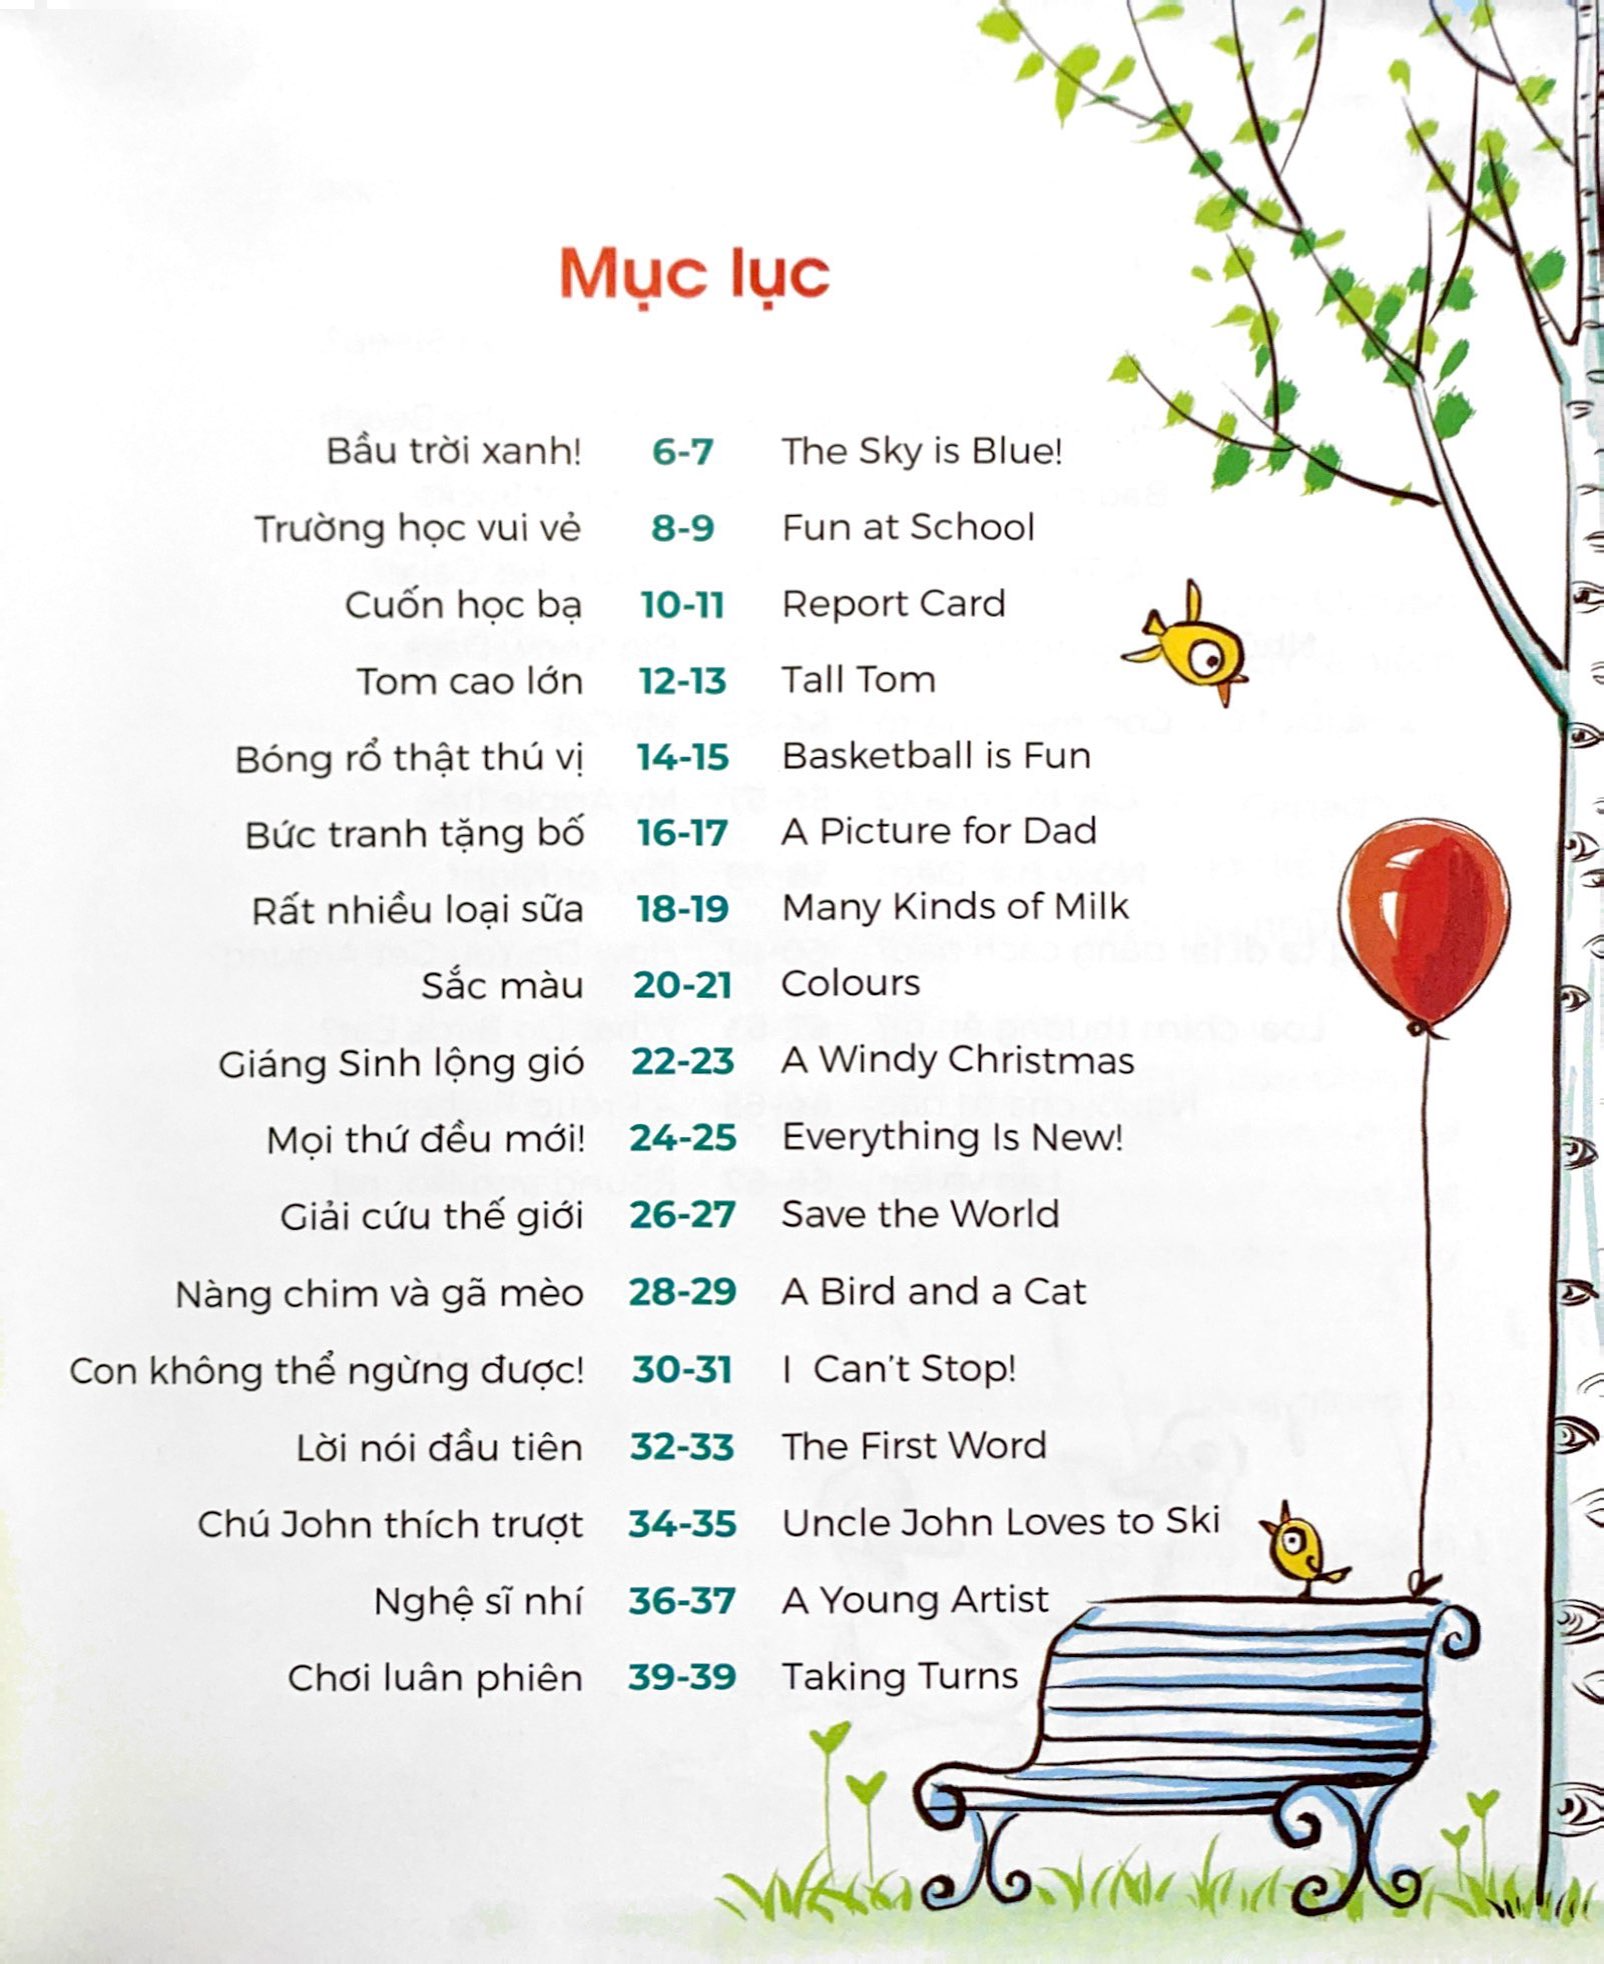 Mục lục
Bầu trời xanh! 6-7 The Sky is Blue!
Trường học vui vẻ 8-9 Fun at School
Cuốn học bạ 10-11 Report Card
Tom cao lớn 12-13 Tall Tom
Bóng rổ thật thú vị 14-15 Basketball is Fun
Bức tranh tặng bố 16-17 A Picture for Dad
Rất nhiều loại sữa 18-19 Many Kinds of Milk
Sắc màu 20-21 Colours
Giáng Sinh lộng gió 22-23 A Windy Christmas
Mọi thứ đều mới! 24-25 Everything Is New!
Giải cứu thế giới 26-27 Save the World
Nàng chim và gã mèo 28-29 A Bird and a Cat
Con không thể ngừng được! 30-31 I Can't Stop!
Lời nói đầu tiên 32-33 The First Word
Chú John thích trượt 34-35 Uncle John Loves to Ski
Nghệ sĩ nhí 36-37 A Young Artist
Chơi luân phiên 39-39 Taking Turns